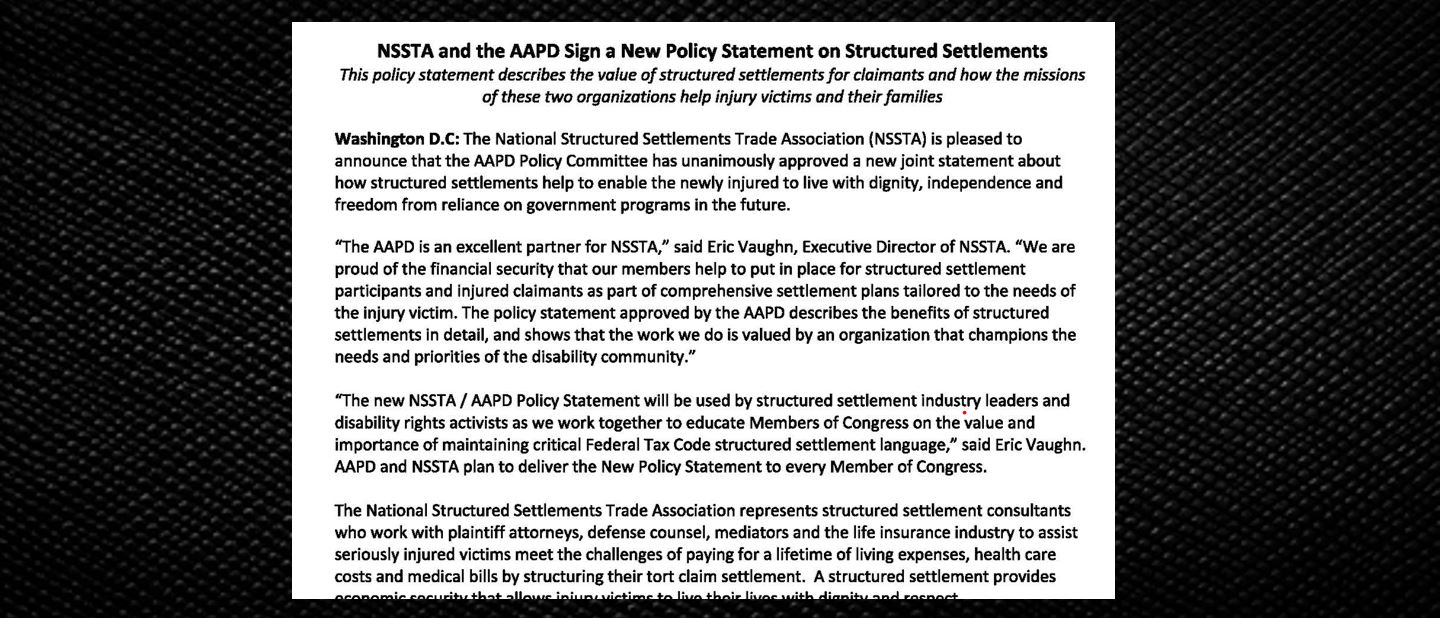 NSSTA and the AAPD Sign a New Policy Statement on Structured Settlements
This policy statement describes the value of structured settlements for claimants and how the missions
of these two organizations help injury victims and their families
Washington D.C: The National Structured Settlements Trade Association (NSSTA) is pleased to
announce that the AAPD Policy Committee has unanimously approved a new joint statement about
how structured settlements help to enable the newly injured to live with dignity, independence and
freedom from reliance on government programs in the future.
“The AAPD is an excellent partner for NSSTA,” said Eric Vaughn, Executive Director of NSSTA. “We are
proud of the financial security that our members help to put in place for structured settlement
participants and injured claimants as part of comprehensive settlement plans tailored to the needs of
the injury victim. The policy statement approved by the AAPD describes the benefits of structured
settlements in detail, and shows that the work we do is valued by an organization that champions the
needs and priorities of the disability community.”
“The new NSSTA / AAPD Policy Statement will be used by structured settlement industry leaders and
disability rights activists as we work together to educate Members of Congress on the value and
importance of maintaining critical Federal Tax Code structured settlement language,” said Eric Vaughn.
AAPD and NSSTA plan to deliver the New Policy Statement to every Member of Congress.
The National Structured Settlements Trade Association represents structured settlement consultants
who work with plaintiff attorneys, defense counsel, mediators and the life insurance industry to assist
seriously injured victims meet the challenges of paying for a lifetime of living expenses, health care
costs and medical bills by structuring their tort claim settlement. A structured settlement provides
economic security that allows injury victims to live their lives with dignity and respect.